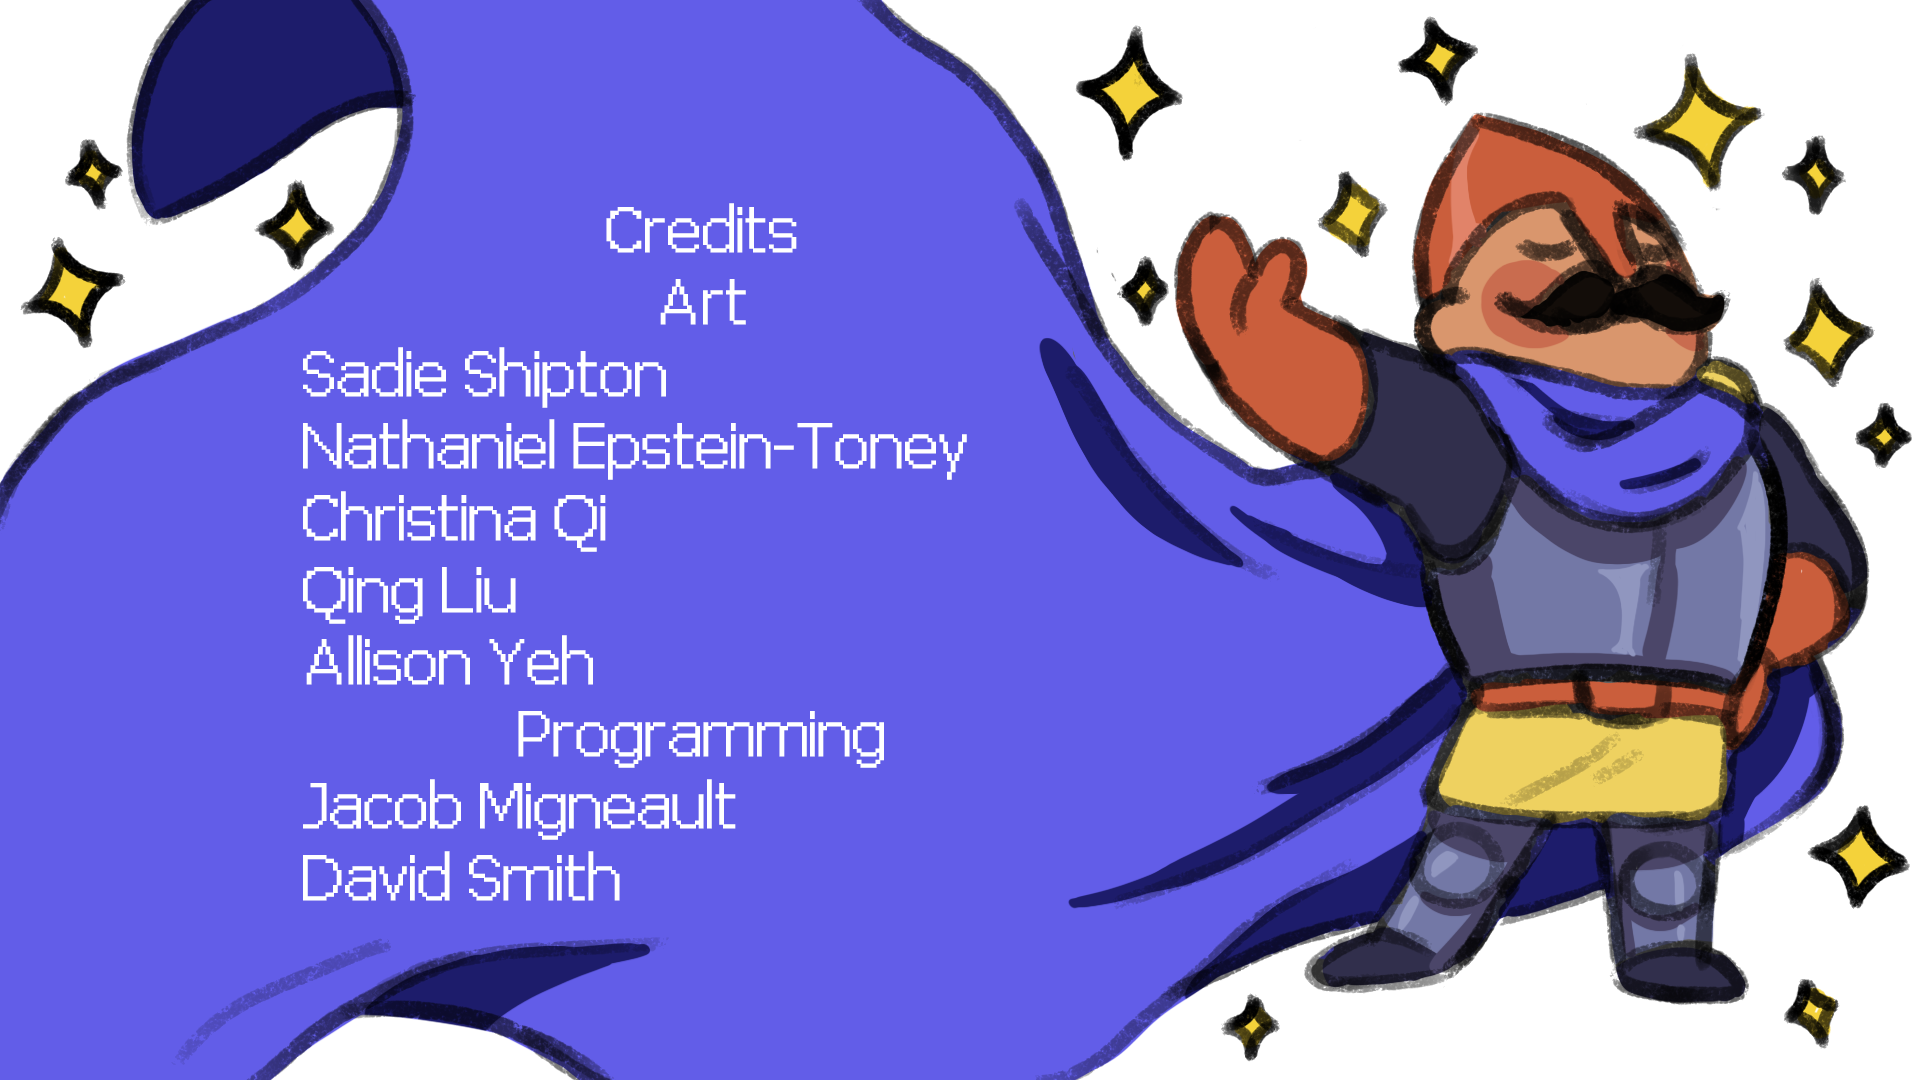 Credits
Art
Sadie Shipton
Nathaniel Epstein-Toney
Christina Qi
Qing Liu
Allison Yeh
Programming
Jacob Migneault
David Smith